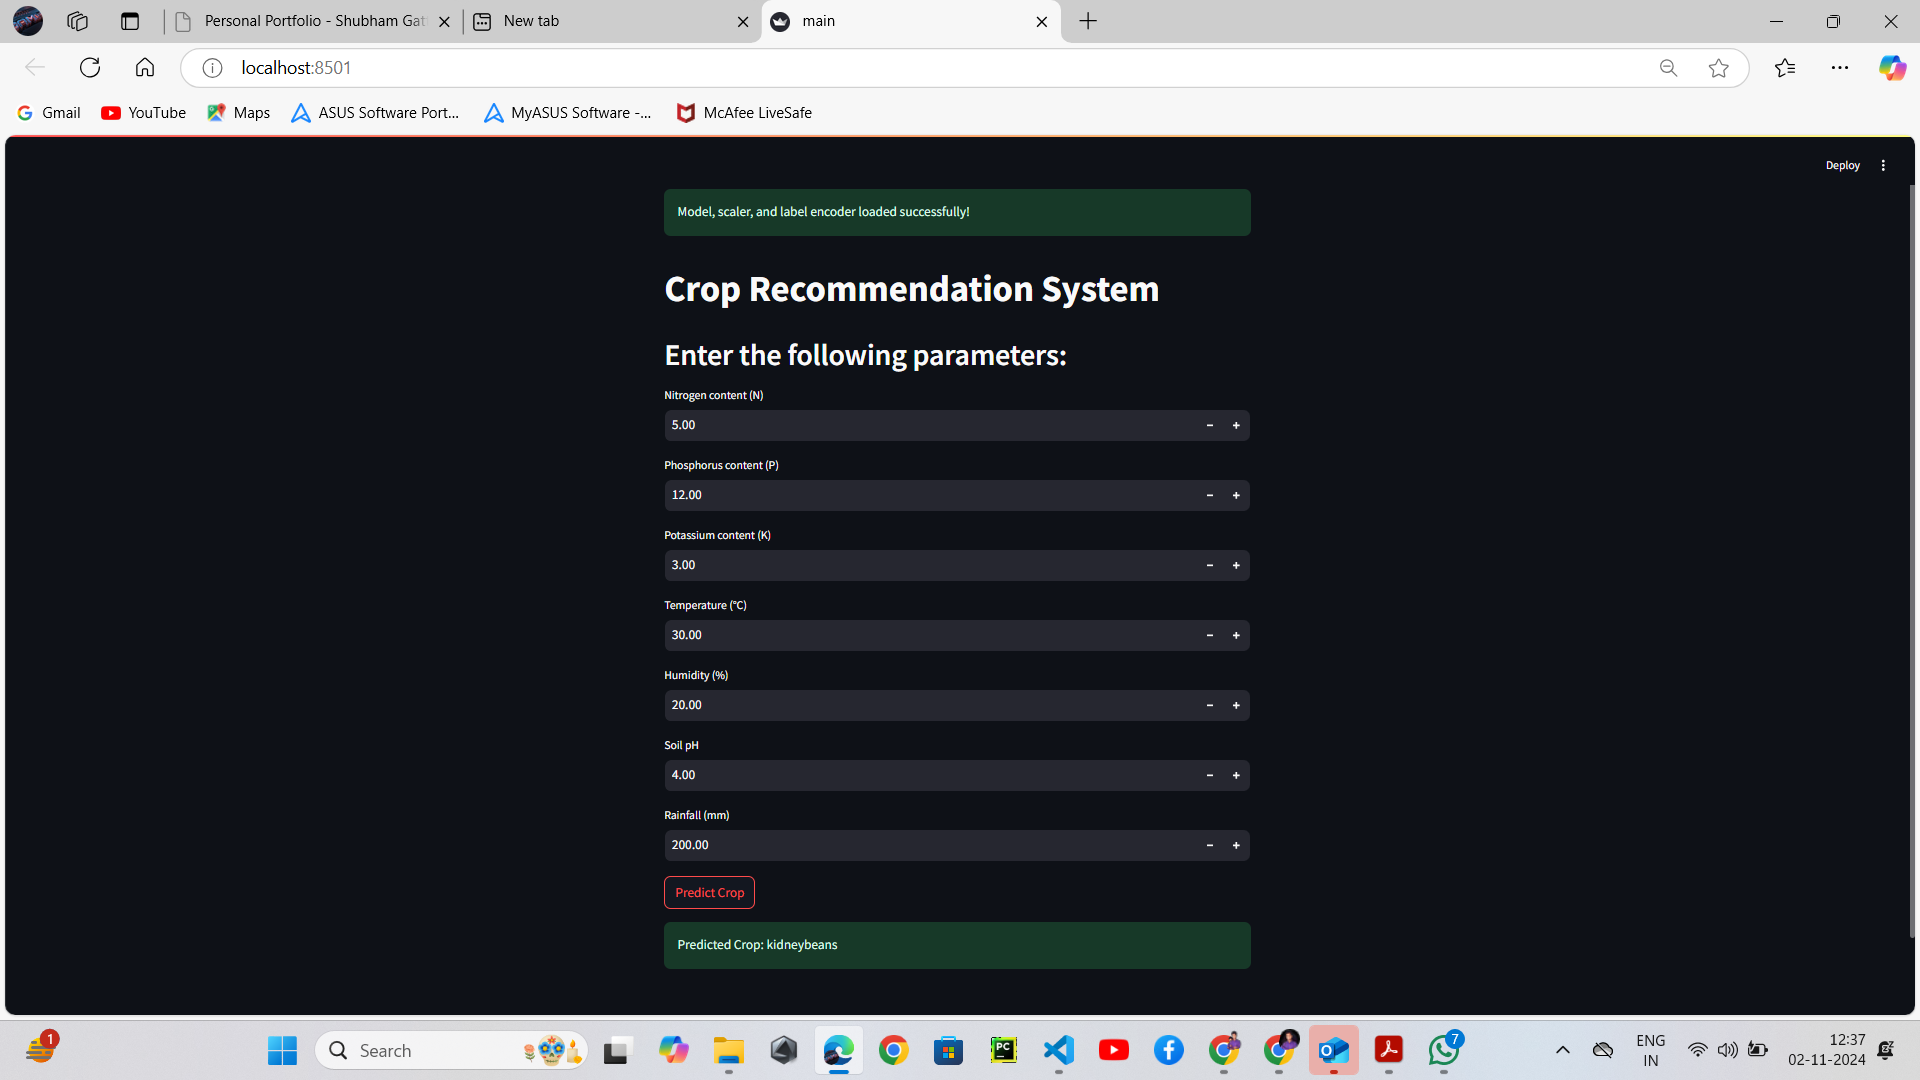 Personal Portfolio - Shubham Gat
New tab
main
localhost:8501
Gmail
YouTube
Maps
ASUS Software Port...
MyASUS Software -...
McAfee LiveSafe
Deploy
Model, scaler, and label encoder loaded successfully!
Crop Recommendation System
Enter the following parameters:
Nitrogen content (N)
5.00
Phosphorus content (P)
12.00
Potassium content (K)
3.00
Temperature (°C)
30.00
Humidity (%)
20.00
Soil pH
4.00
Rainfall (mm)
200.00
Predict Crop
Predicted Crop: kidneybeans
1
Search
PC
7
ENG
IN
12:37
02-11-2024